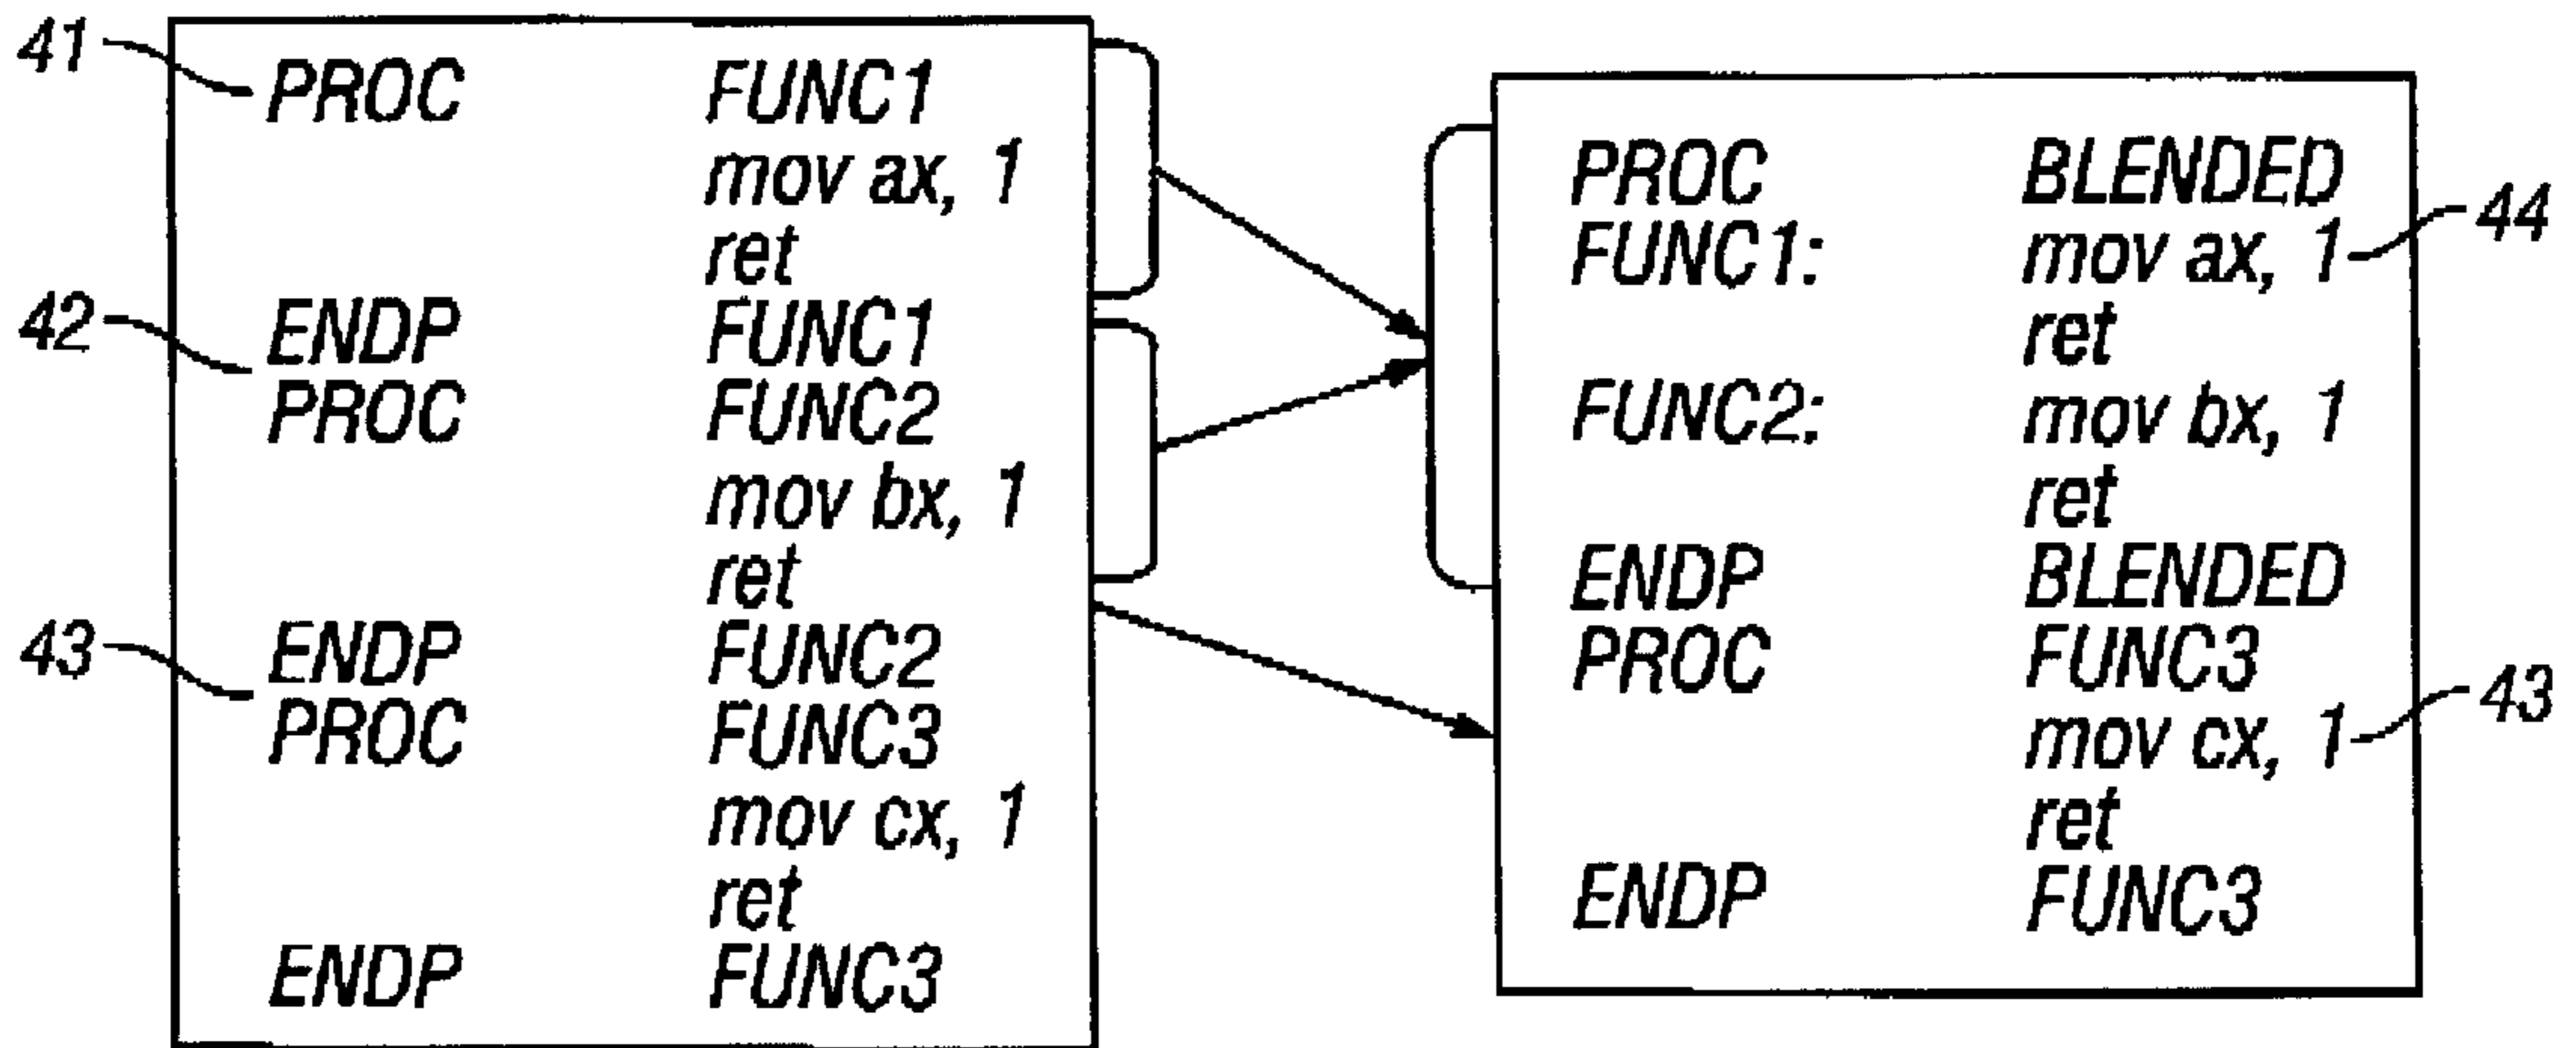 41
PROC FUNC1
mov ax, 1
ret
42
ENDP FUNC1
PROC FUNC2
mov bx, 1
ret
43
ENDP FUNC2
PROC FUNC3
mov cx, 1
ret
ENDP FUNC3
PROC BLENDED
44
FUNC1: mov ax, 1
ret
FUNC2: mov bx, 1
ret
ENDP BLENDED
PROC FUNC3
43
mov cx, 1
ret
ENDP FUNC3